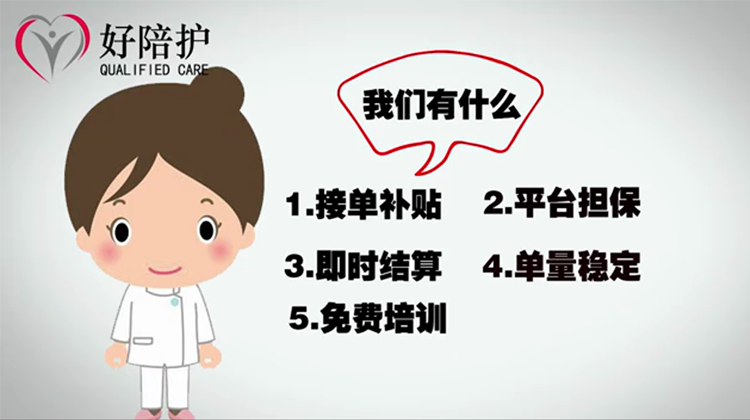 好陪护
QUALIFIED CARE
我们有什么
1.接单补贴 2.平台担保
3.即时结算 4.单量稳定
5.免费培训